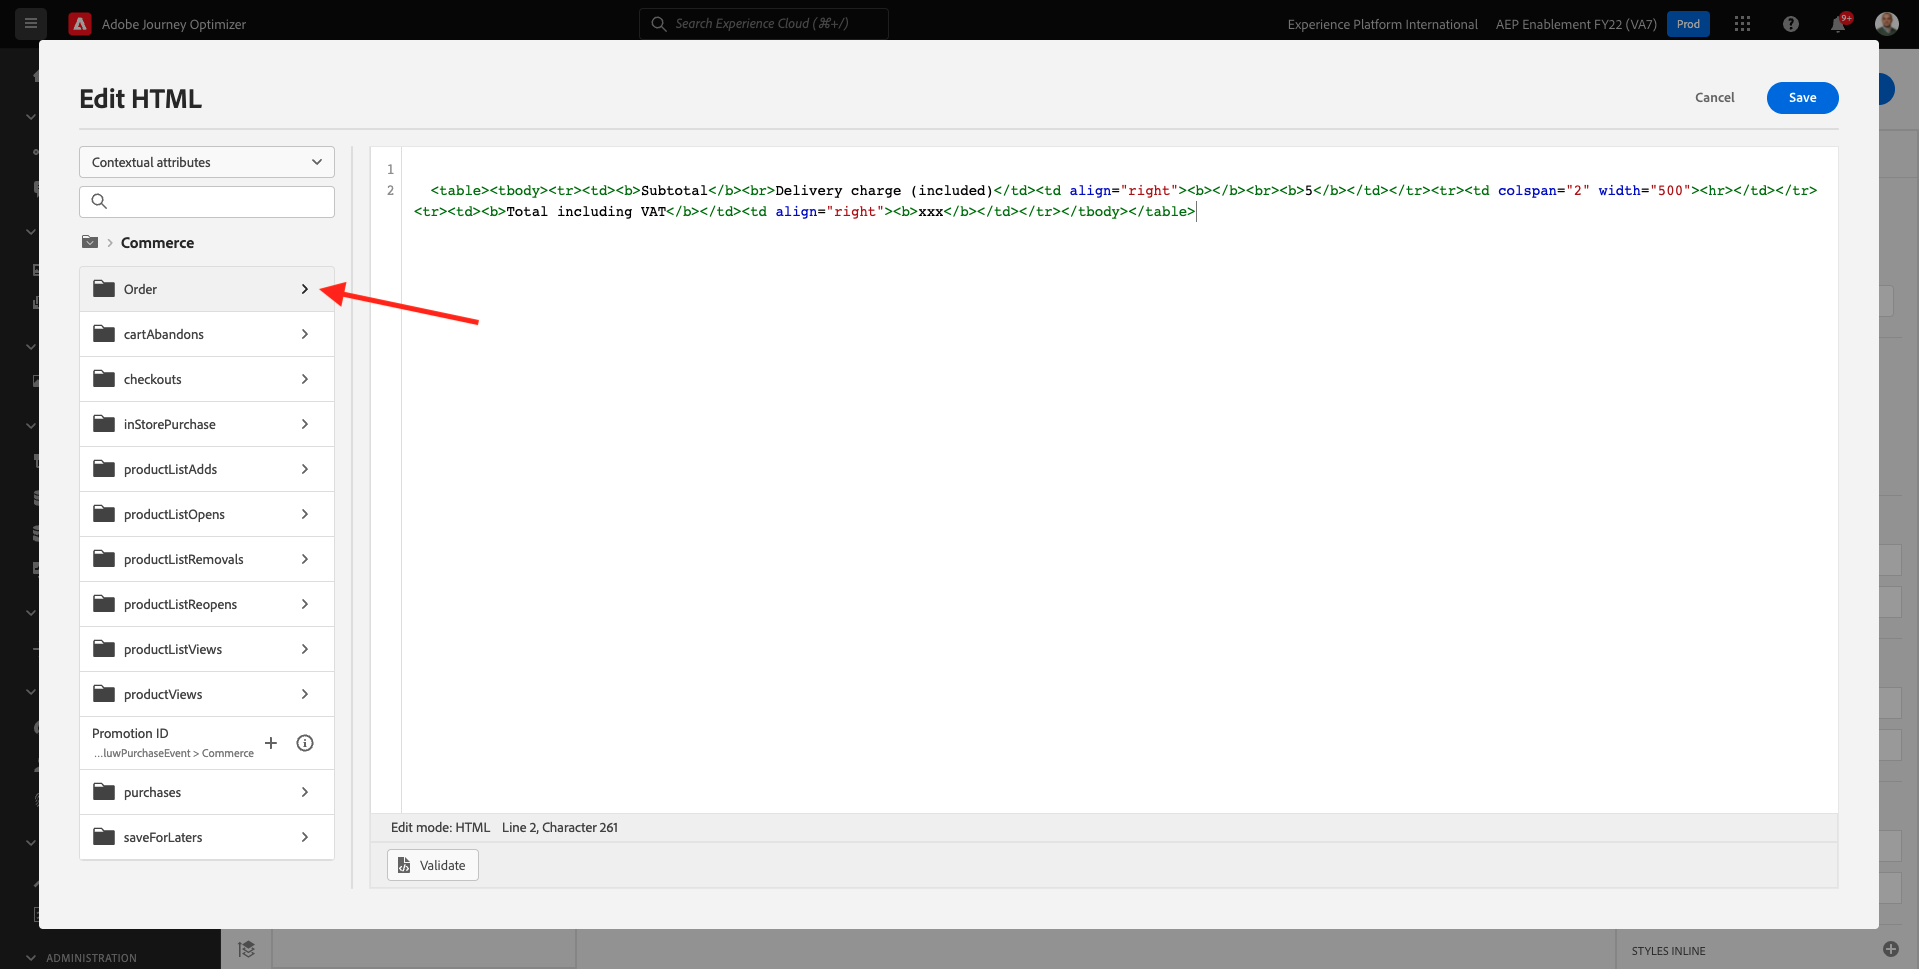 Adobe Journey Optimizer
Search Experience Cloud (⌘+/)
Experience Platform International
AEP Enablement FY22 (VA7)
Prod
9+
Edit HTML
Cancel
Save
Contextual attributes
Commerce
Order
cartAbandons
checkouts
inStorePurchase
productListAdds
productListOpens
productListRemovals
productListReopens
productListViews
productViews
Promotion ID
...luwPurchaseEvent > Commerce
purchases
saveForLaters
1
2 <table><tbody><tr><td><b>Subtotal</b><br>Delivery charge (included)</td><td align="right"><b></b><br><b>5</b></td></tr><tr><td colspan="2" width="500"><hr></td></tr>
<tr><td><b>Total including VAT</b></td><td align="right"><b>xxx</b></td></tr></tbody></table>
Edit mode: HTML Line 2, Character 261
Validate
ADMINISTRATION
STYLES INLINE